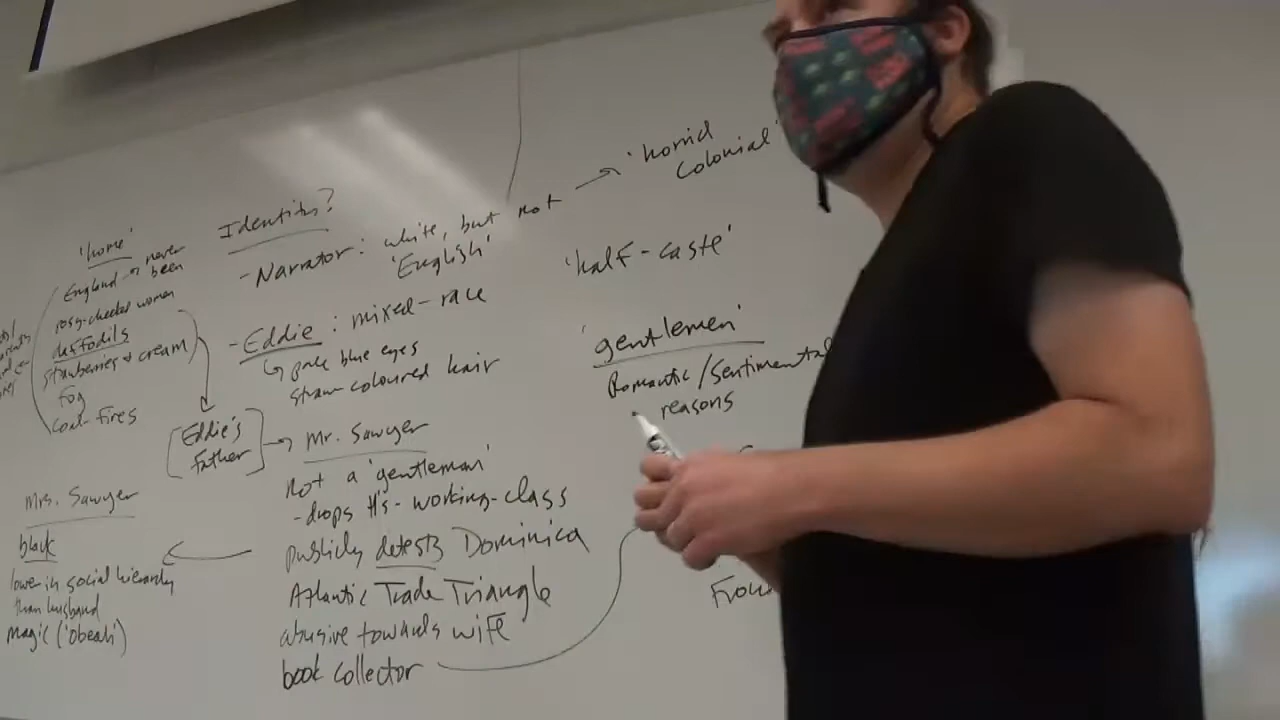 'home'
England → never been
rosy-cheeked women
daffodils
strawberries + cream
fog
coal-fires
Identities?
- Narrator: white, but not 'English'
→ 'horrid colonial'
- Eddie: mixed-race
↳ pale blue eyes
straw coloured hair
'half-caste'
'gentlemen'
Romantic/Sentimental
reasons
[Eddie's Father] → Mr. Sawyer
not a 'gentleman'
- drops H's - working-class
publicly detests Dominica
Atlantic Trade Triangle
abusive towards wife
book collector
Mrs. Sawyer
black
lower in social hierarchy
than husband
magic ('obeah')